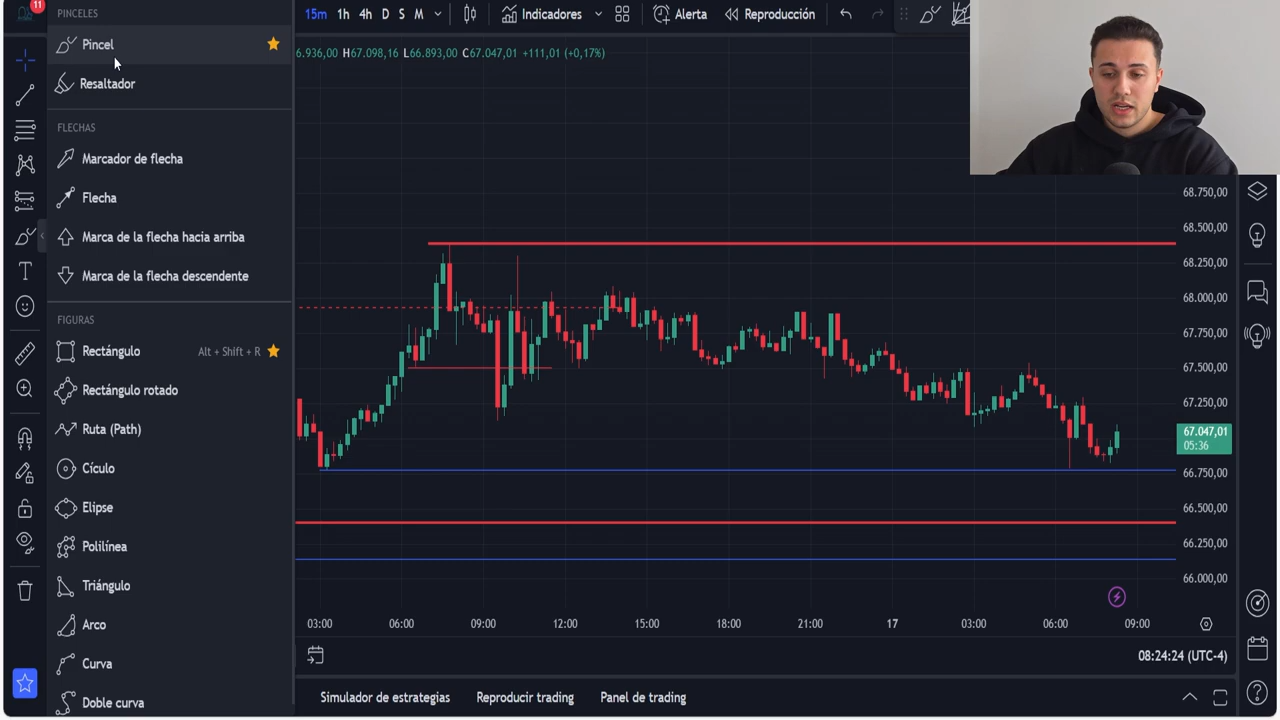 11
PINCELES
Pincel
Resaltador
FLECHAS
Marcador de flecha
Flecha
Marca de la flecha hacia arriba
Marca de la flecha descendente
FIGURAS
Rectángulo Alt + Shift + R
Rectángulo rotado
Ruta (Path)
Cículo
Elipse
Polilínea
Triángulo
Arco
Curva
Doble curva
15m 1h 4h D S M Indicadores Alerta Reproducción
6.936,00 H67.098,16 L66.893,00 C67.047,01 +111,01 (+0,17%)
68.750,00
68.500,00
68.250,00
68.000,00
67.750,00
67.500,00
67.250,00
67.047,01
05:36
66.750,00
66.500,00
66.250,00
66.000,00
03:00 06:00 09:00 12:00 15:00 18:00 21:00 17 03:00 06:00 09:00
08:24:24 (UTC-4)
Simulador de estrategias Reproducir trading Panel de trading